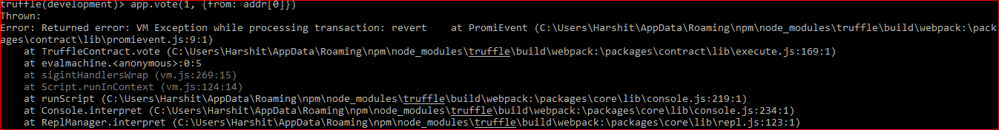 truffle(development)> app.vote(1, {from: addr[0]})
Thrown:
Error: Returned error: VM Exception while processing transaction: revert    at PromiEvent (C:\Users\Harshit\AppData\Roaming\npm\node_modules\truffle\build\webpack:\pack
ages\contract\lib\promievent.js:9:1)
    at TruffleContract.vote (C:\Users\Harshit\AppData\Roaming\npm\node_modules\truffle\build\webpack:\packages\contract\lib\execute.js:169:1)
    at evalmachine.<anonymous>:0:5
    at sigintHandlersWrap (vm.js:269:15)
    at Script.runInContext (vm.js:124:14)
    at runScript (C:\Users\Harshit\AppData\Roaming\npm\node_modules\truffle\build\webpack:\packages\core\lib\console.js:219:1)
    at Console.interpret (C:\Users\Harshit\AppData\Roaming\npm\node_modules\truffle\build\webpack:\packages\core\lib\console.js:234:1)
    at ReplManager.interpret (C:\Users\Harshit\AppData\Roaming\npm\node_modules\truffle\build\webpack:\packages\core\lib\repl.js:123:1)